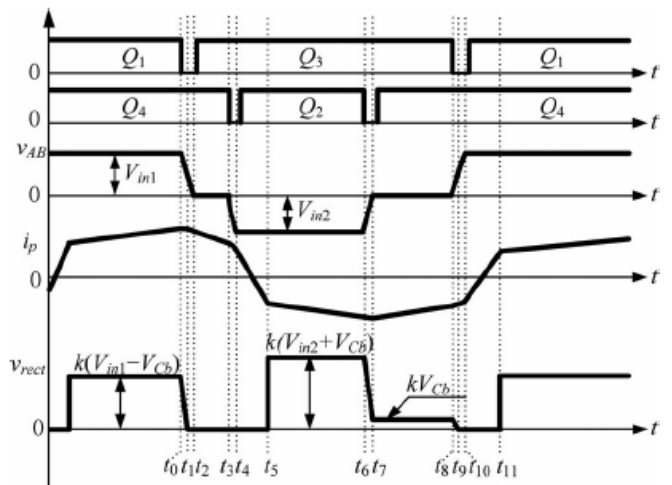 Q1 Q3 Q1
0 t
Q4 Q2 Q4
0 t
vAB
Vin1
0 t
Vin2
ip
0 t
k(Vin1−VCb) k(Vin2+VCb)
vrect
kVCb
0 t
t0 t1 t2 t3 t4 t5 t6 t7 t8 t9 t10 t11